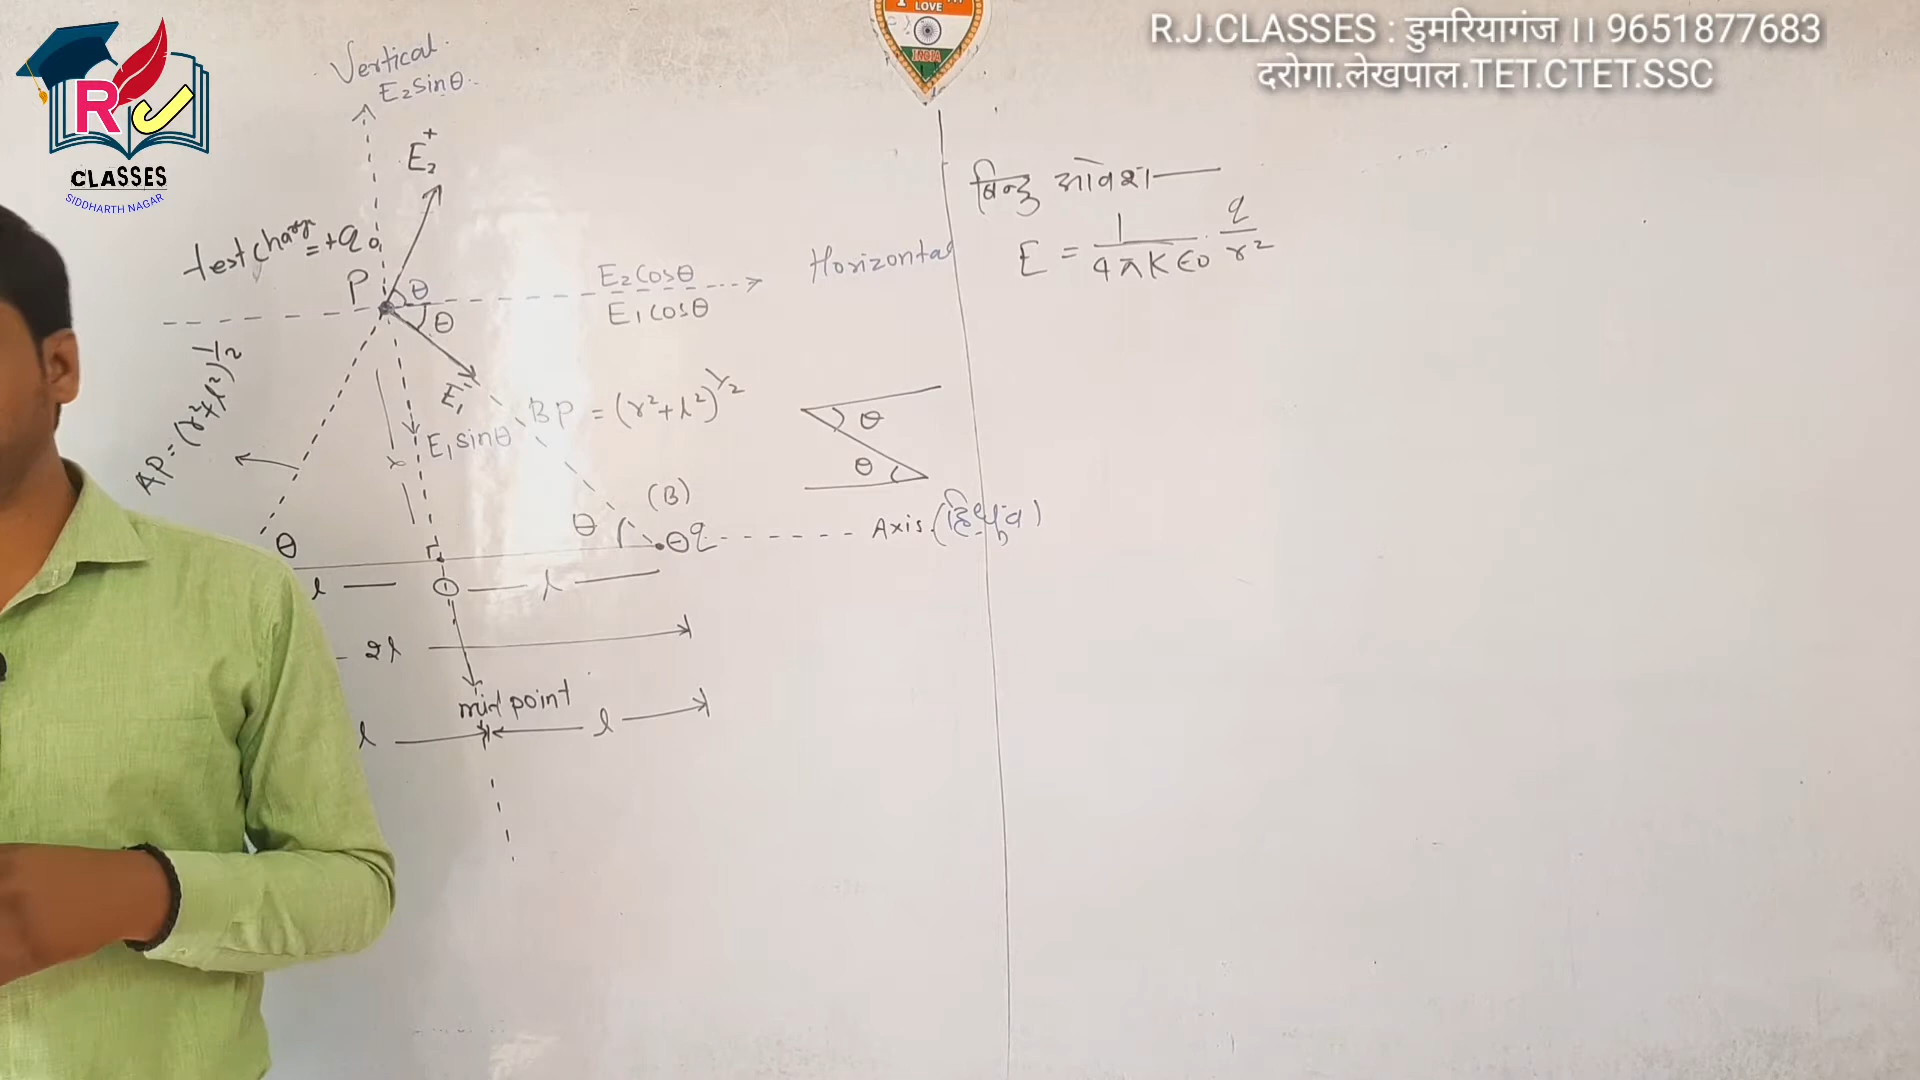 R.J.CLASSES : डुमरियागंज ।। 9651877683
दरोगा.लेखपाल.TET.CTET.SSC
R J
CLASSES
SIDDHARTH NAGAR
LOVE
INDIA
Vertical
E₂sinθ
E₂⁺
test charge = +q₀
P
θ
θ
E₂cosθ
E₁cosθ
Horizontal
AP = (r²+l²)^1/2
E₁⁻
BP = (r²+l²)^1/2
E₁sinθ
r
θ
θ
(B)
θ
θ
-q
Axis (द्विध्रुव)
l
O
l
2l
mid point
l
l
बिन्दु आवेश
E = 1/4πKϵ₀ · q/r²